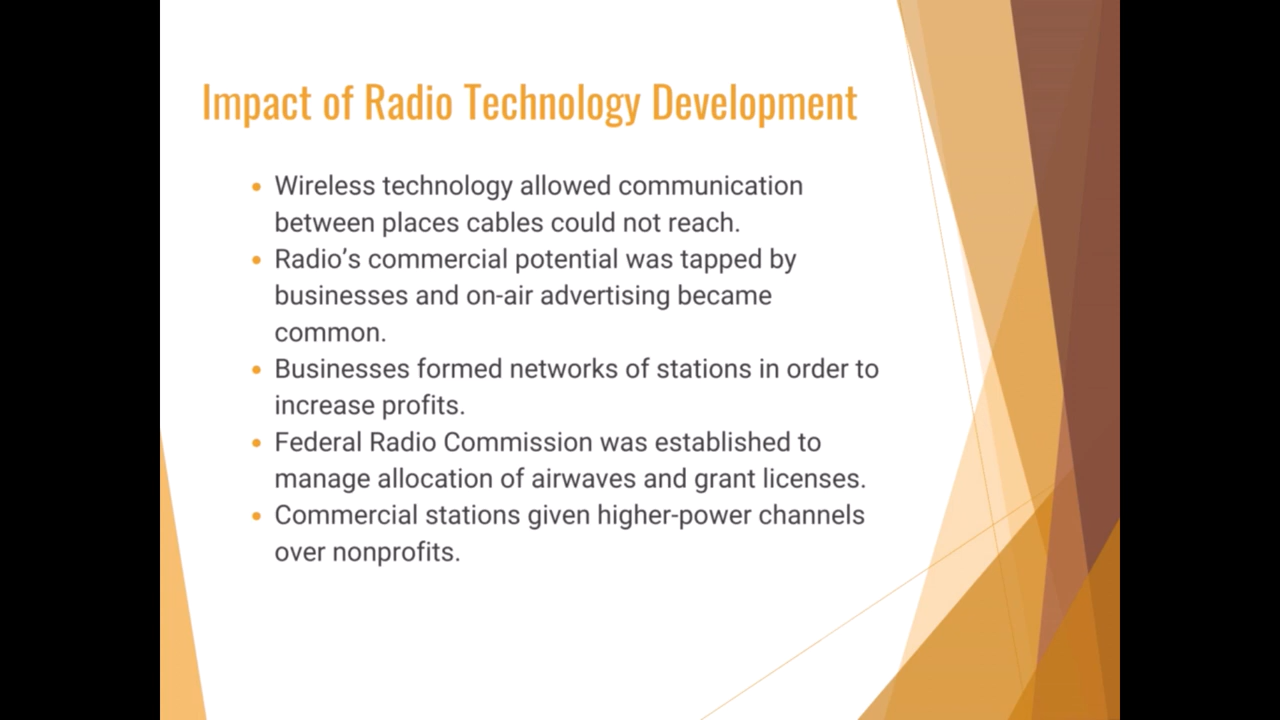 Impact of Radio Technology Development
• Wireless technology allowed communication
between places cables could not reach.
• Radio’s commercial potential was tapped by
businesses and on-air advertising became
common.
• Businesses formed networks of stations in order to
increase profits.
• Federal Radio Commission was established to
manage allocation of airwaves and grant licenses.
• Commercial stations given higher-power channels
over nonprofits.